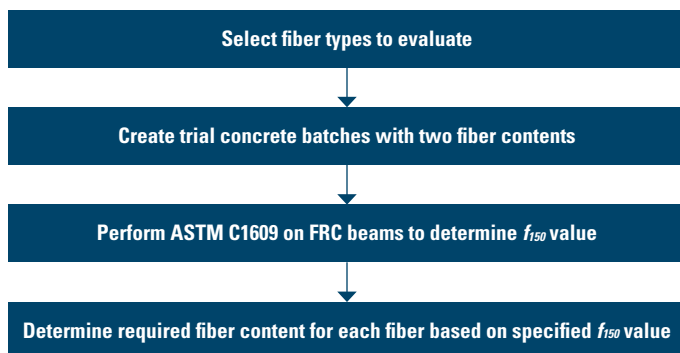 Select fiber types to evaluate
Create trial concrete batches with two fiber contents
Perform ASTM C1609 on FRC beams to determine f150 value
Determine required fiber content for each fiber based on specified f150 value